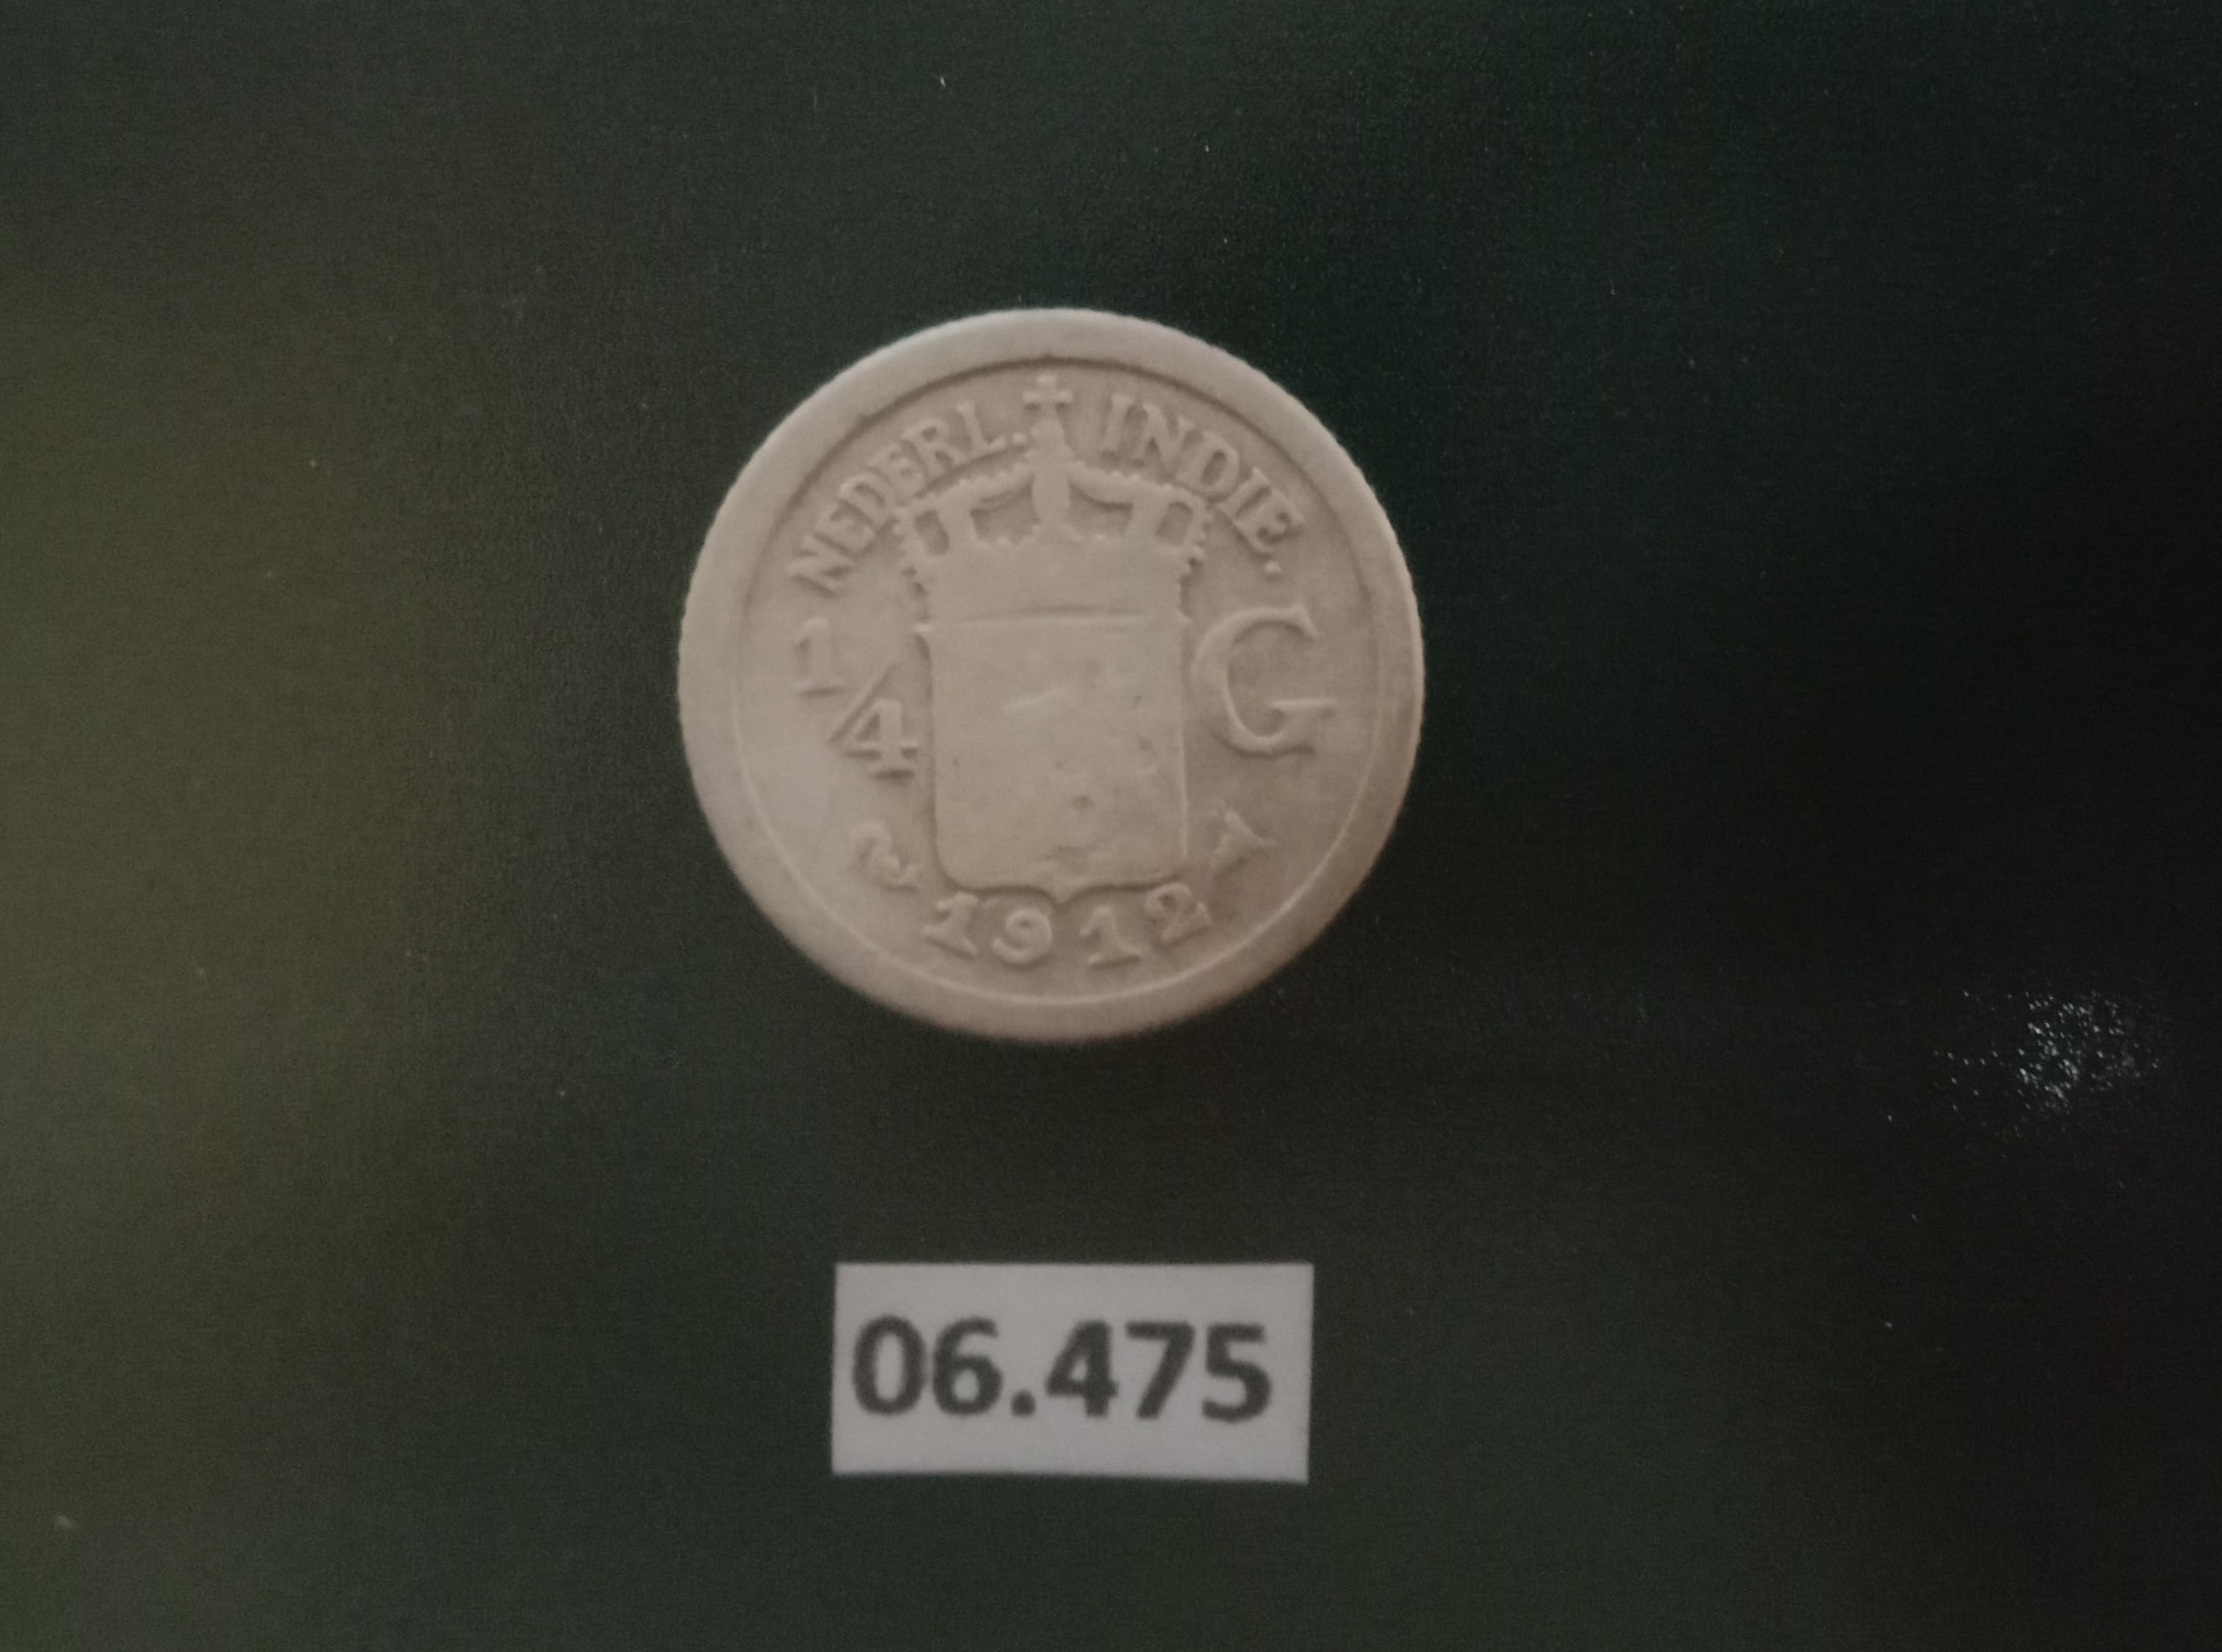 NEDERL. INDIE.
1/4 G
1912
06.475